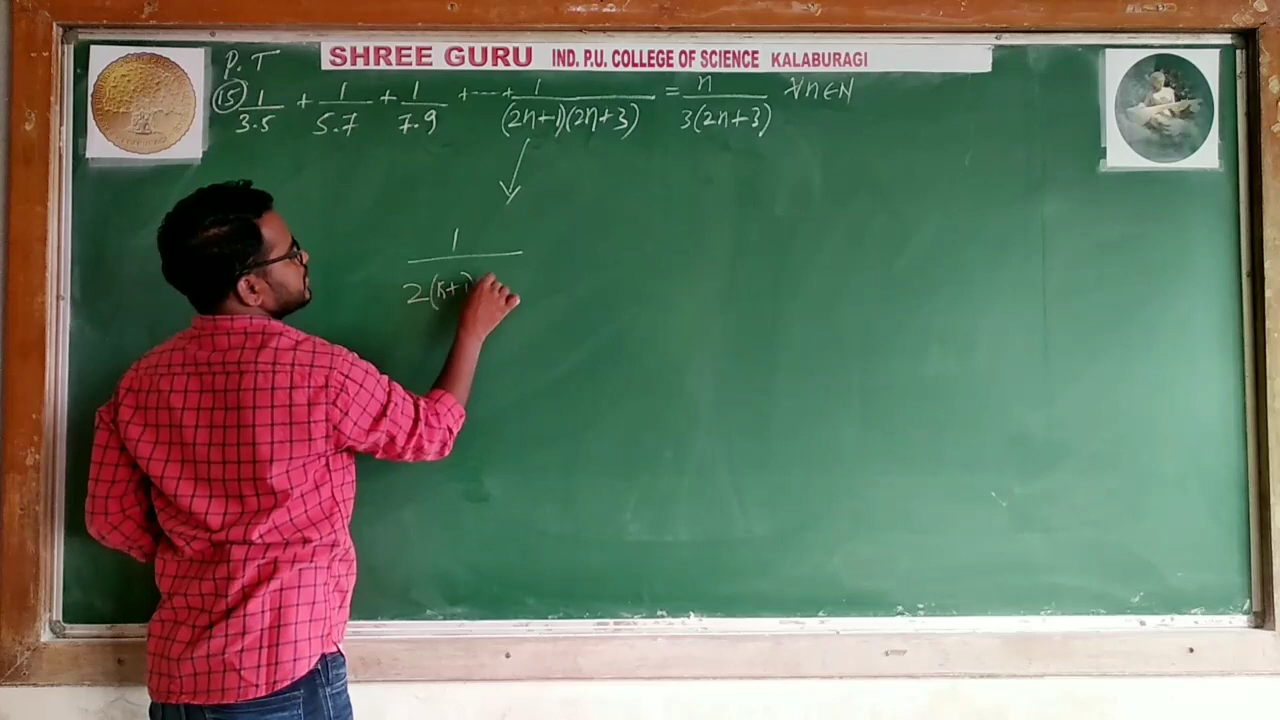 SHREE GURU IND. P.U. COLLEGE OF SCIENCE KALABURAGI
P.T
(15) 1/3.5 + 1/5.7 + 1/7.9 + ---- + 1/(2n+1)(2n+3) = n/3(2n+3) ∀n∈N
1
2(k+1)